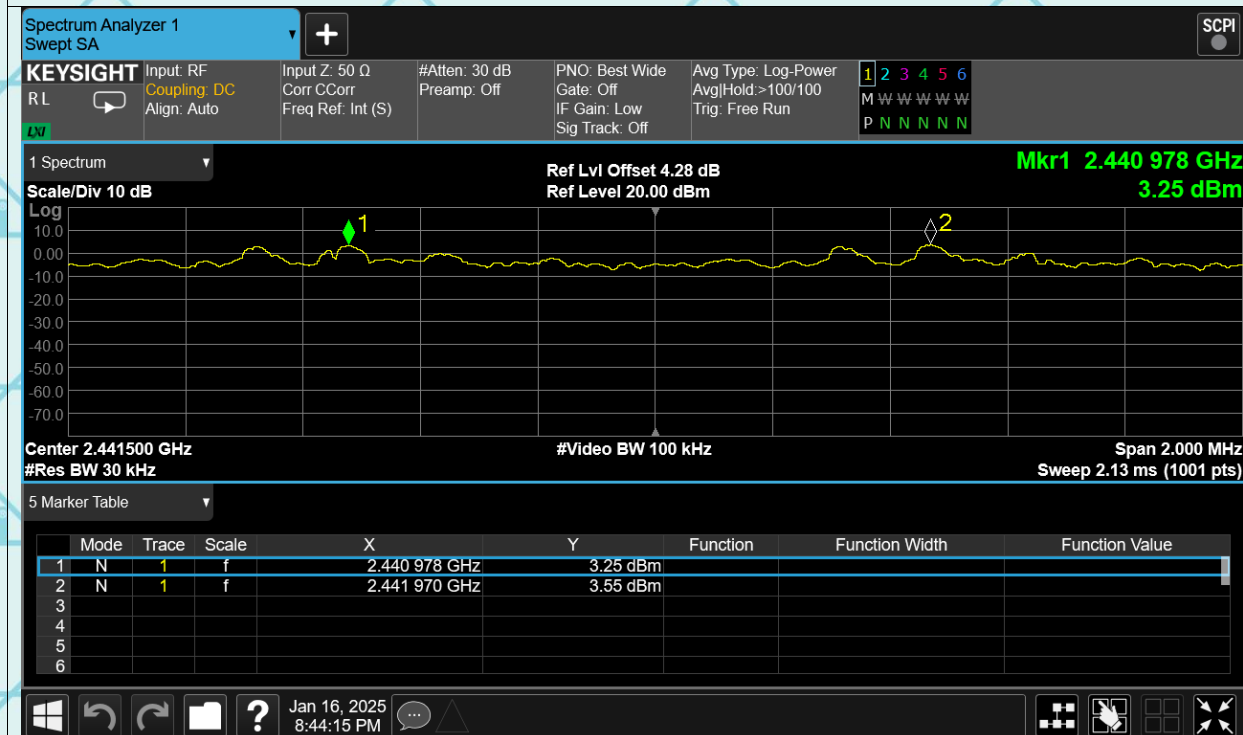 Spectrum Analyzer 1
Swept SA
+
SCPI
KEYSIGHT Input: RF Input Z: 50 Ω #Atten: 30 dB PNO: Best Wide Avg Type: Log-Power 1 2 3 4 5 6
RL Coupling: DC Corr CCorr Preamp: Off Gate: Off Avg|Hold:>100/100 M W W W W W
Align: Auto Freq Ref: Int (S) IF Gain: Low Trig: Free Run
LXI Sig Track: Off P N N N N N
1 Spectrum Ref Lvl Offset 4.28 dB Mkr1 2.440 978 GHz
Scale/Div 10 dB Ref Level 20.00 dBm 3.25 dBm
Log
1 2
10.0
0.00
-10.0
-20.0
-30.0
-40.0
-50.0
-60.0
-70.0
Center 2.441500 GHz #Video BW 100 kHz Span 2.000 MHz
#Res BW 30 kHz Sweep 2.13 ms (1001 pts)
5 Marker Table
Mode Trace Scale X Y Function Function Width Function Value
1 N 1 f 2.440 978 GHz 3.25 dBm
2 N 1 f 2.441 970 GHz 3.55 dBm
3
4
5
6
? Jan 16, 2025
8:44:15 PM